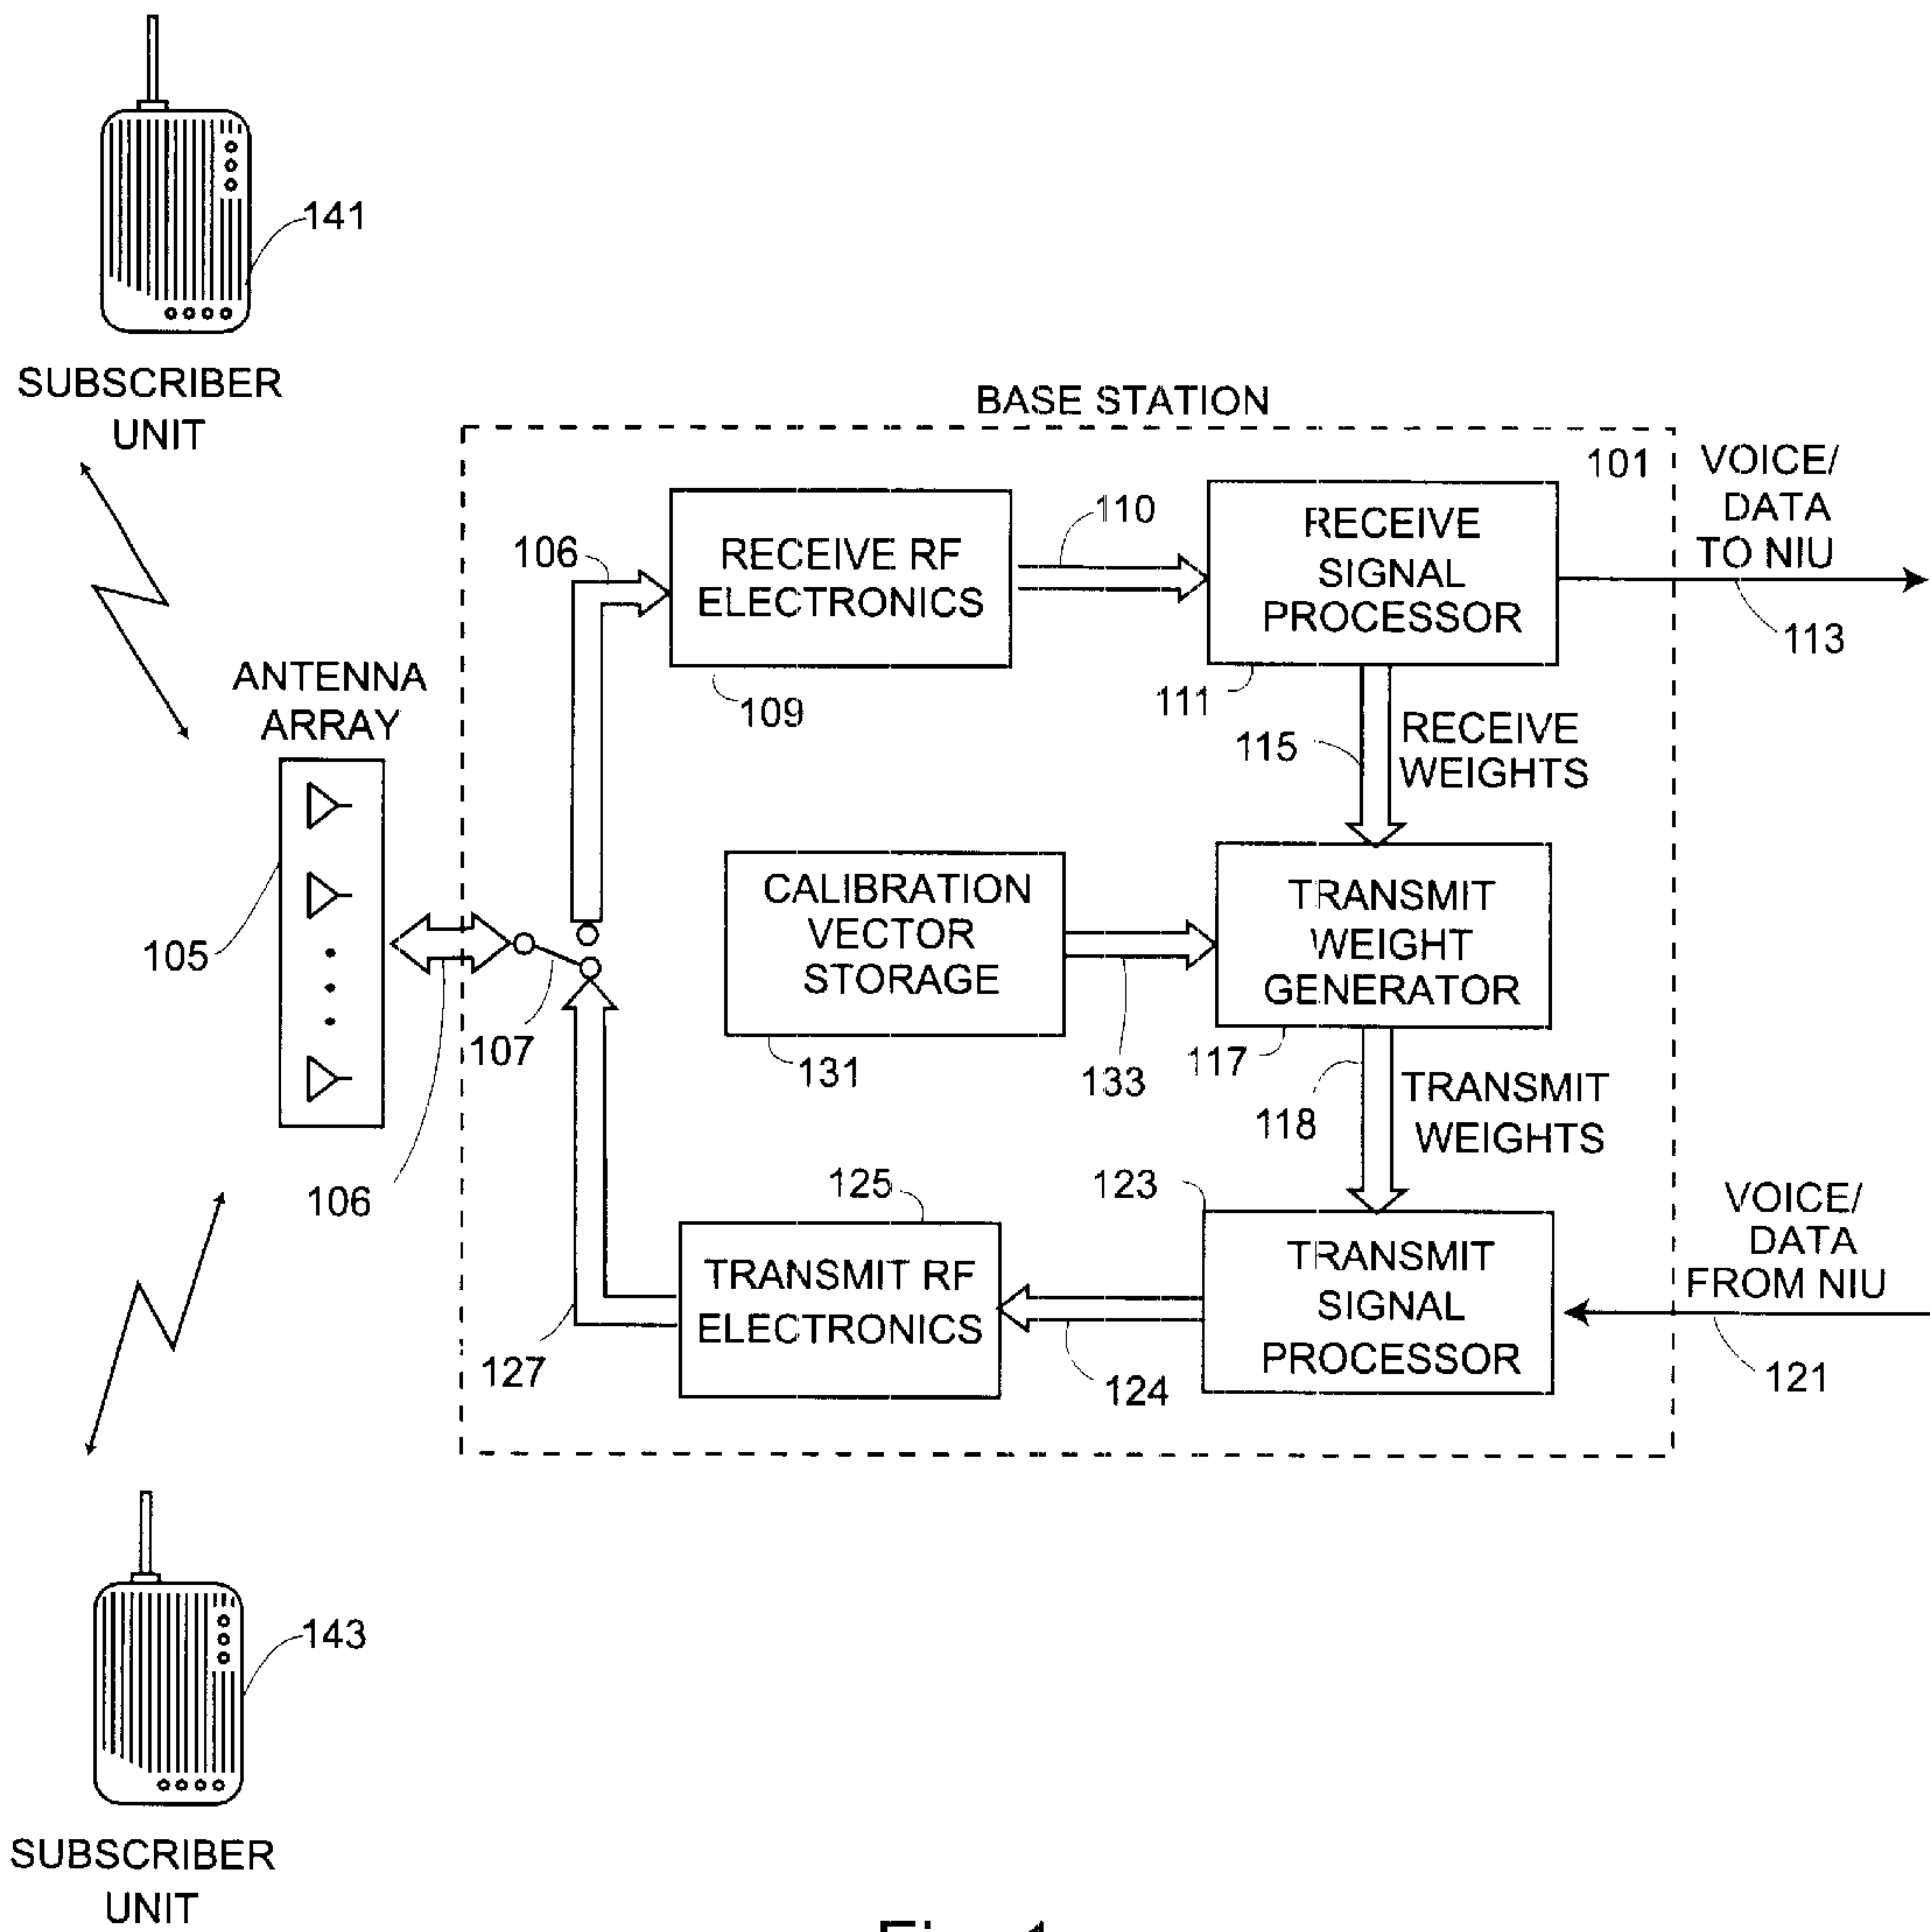 141
SUBSCRIBER
UNIT
BASE STATION
101
VOICE/
DATA
TO NIU
113
106
RECEIVE RF
ELECTRONICS
109
110
RECEIVE
SIGNAL
PROCESSOR
111
ANTENNA
ARRAY
115
RECEIVE
WEIGHTS
105
106
107
CALIBRATION
VECTOR
STORAGE
131
133
TRANSMIT
WEIGHT
GENERATOR
117
118
TRANSMIT
WEIGHTS
125
TRANSMIT RF
ELECTRONICS
127
124
123
TRANSMIT
SIGNAL
PROCESSOR
VOICE/
DATA
FROM NIU
121
143
SUBSCRIBER
UNIT